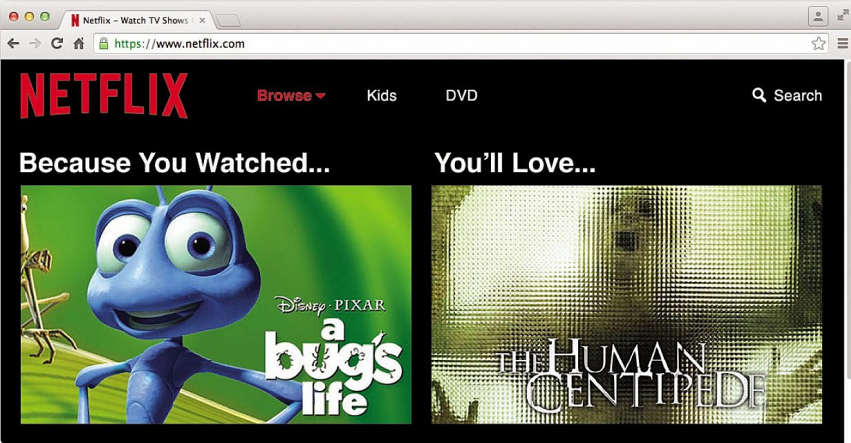 Netflix - Watch TV Shows
https://www.netflix.com
NETFLIX
Browse
Kids
DVD
Search
Because You Watched...
You'll Love...
Disney · PIXAR
a
bug's
life
THE HUMAN
CENTIPEDE